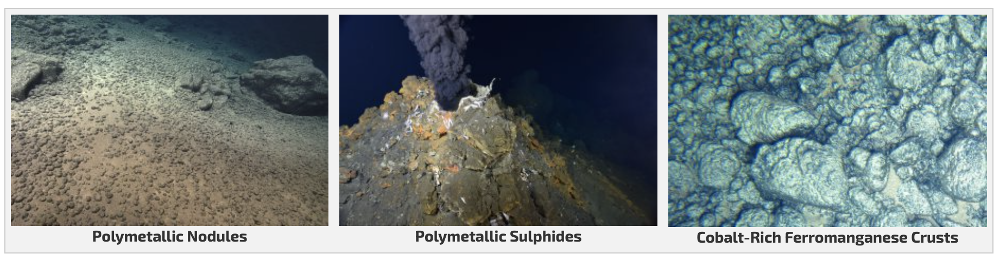 Polymetallic Nodules
Polymetallic Sulphides
Cobalt-Rich Ferromanganese Crusts